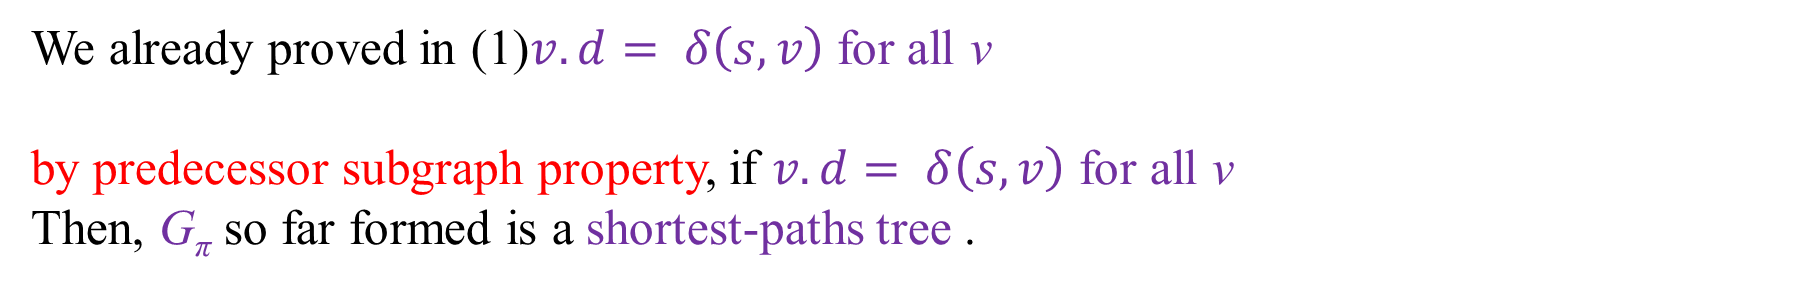 We already proved in (1)v.d = δ(s, v) for all v
by predecessor subgraph property, if v.d = δ(s, v) for all v
Then, Gπ so far formed is a shortest-paths tree .